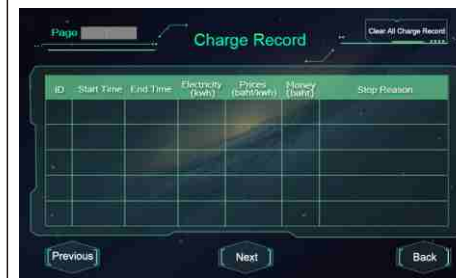 Page
Charge Record
Clear All Charge Record
ID Start Time End Time Electricity (kwh) Prices (baht/kwh) Money (baht) Stop Reason
Previous
Next
Back